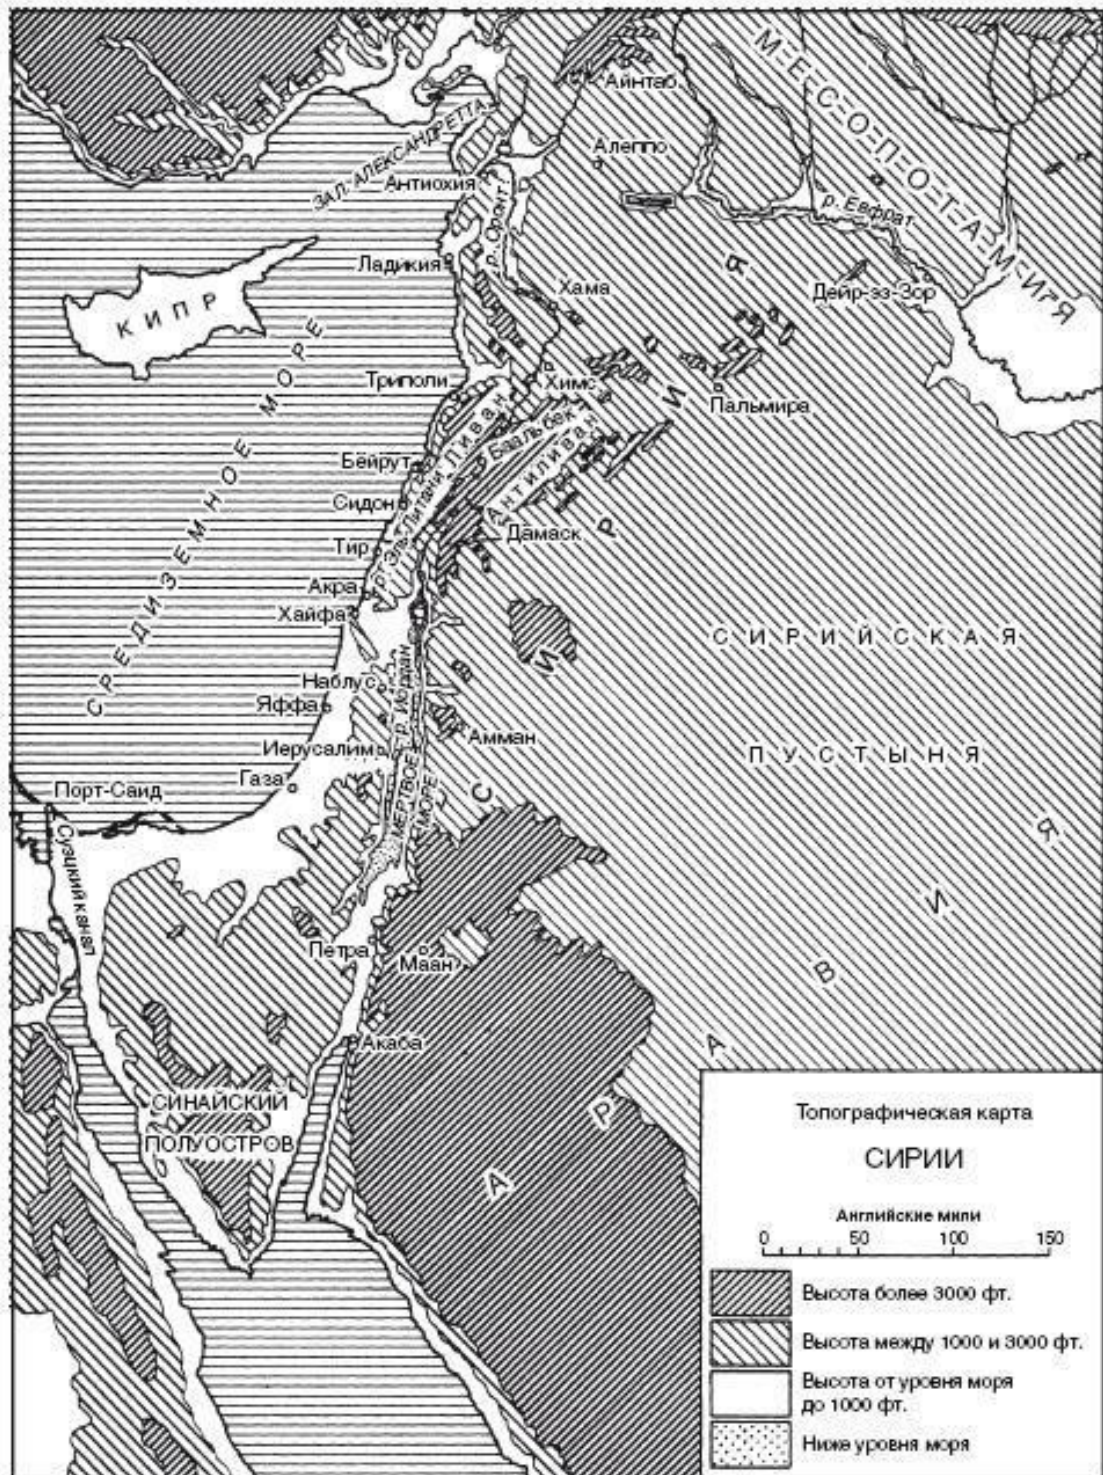 МЕСОПОТАМИЯ
Айнтаб
Алеппо
ЗАЛ. АЛЕКСАНДРЕТТА
Антиохия
р. Оронт
р. Евфрат
Ладикия
Хама
Дейр-эз-Зор
КИПР
СРЕДИЗЕМНОЕ МОРЕ
Триполи
Химс
Пальмира
Ливан
Баальбек
Антиливан
Бейрут
Сидон
р. Эль-Литани
Дамаск
Тир
Акра
Хайфа
СИРИЯ
СИРИЙСКАЯ
ПУСТЫНЯ
Наблус
р. Иордан
Яффа
Амман
Иерусалим
МЕРТВОЕ
МОРЕ
Газа
Порт-Саид
Суэцкий канал
Петра
Маан
Акаба
АРАВИЯ
СИНАЙСКИЙ
ПОЛУОСТРОВ
Топографическая карта
СИРИИ
Английские мили
0 50 100 150
Высота более 3000 фт.
Высота между 1000 и 3000 фт.
Высота от уровня моря
до 1000 фт.
Ниже уровня моря